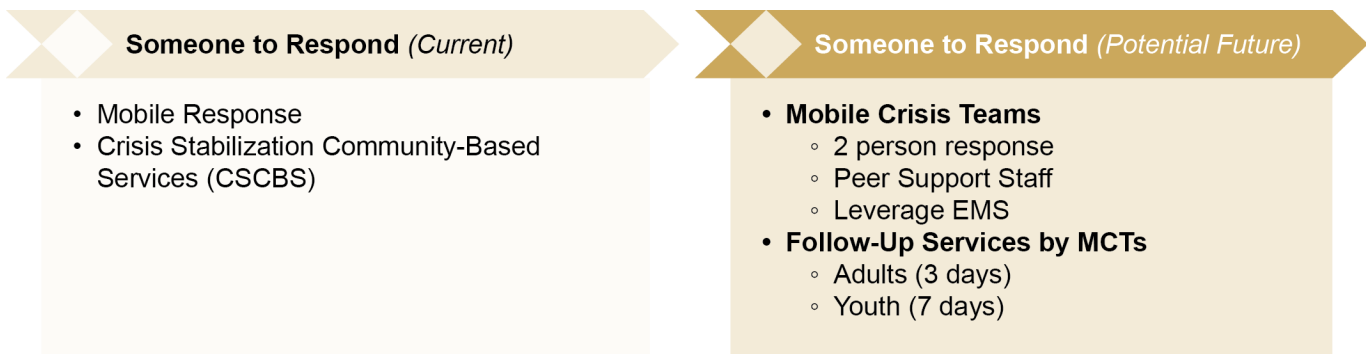 Someone to Respond (Current)
• Mobile Response
• Crisis Stabilization Community-Based
Services (CSCBS)
Someone to Respond (Potential Future)
• Mobile Crisis Teams
◦ 2 person response
◦ Peer Support Staff
◦ Leverage EMS
• Follow-Up Services by MCTs
◦ Adults (3 days)
◦ Youth (7 days)